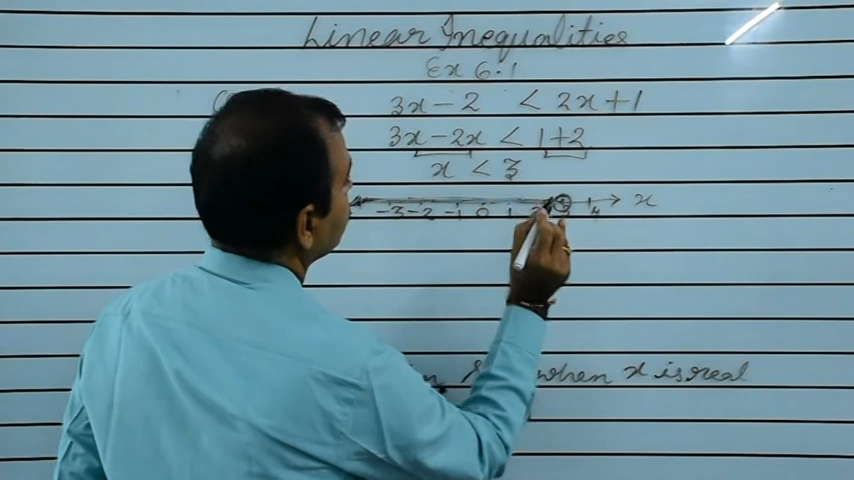 Linear Inequalities
Ex 6.1
3x - 2 < 2x + 1
3x - 2x < 1 + 2
x < 3
-3 -2 -1 0 1 2 3 4 x
when x is real